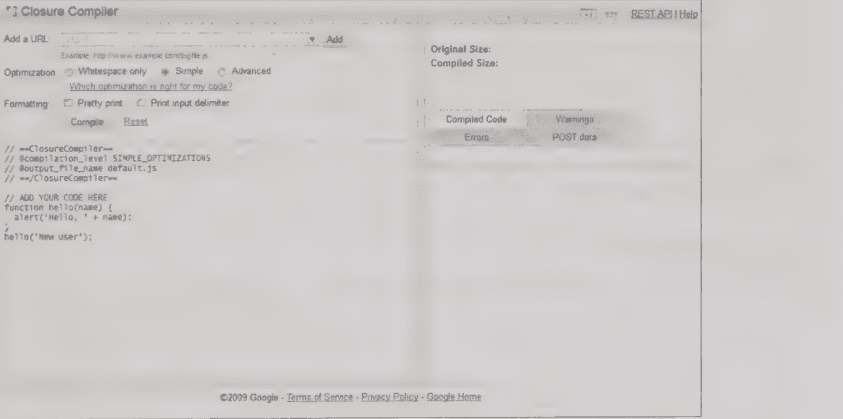 Closure Compiler
REST API | Help
Add a URL:
Add
Example: http://www.example.com/bigfile.js
Optimization:
Whitespace only
Simple
Advanced
Which optimization is right for my code?
Formatting:
Pretty print
Print input delimiter
Compile
Reset
// ==ClosureCompiler==
// @compilation_level SIMPLE_OPTIMIZATIONS
// @output_file_name default.js
// ==/ClosureCompiler==
// ADD YOUR CODE HERE
function hello(name) {
alert('Hello, ' + name);
}
hello('New user');
Original Size:
Compiled Size:
Compiled Code
Warnings
Errors
POST data
©2009 Google - Terms of Service - Privacy Policy - Google Home